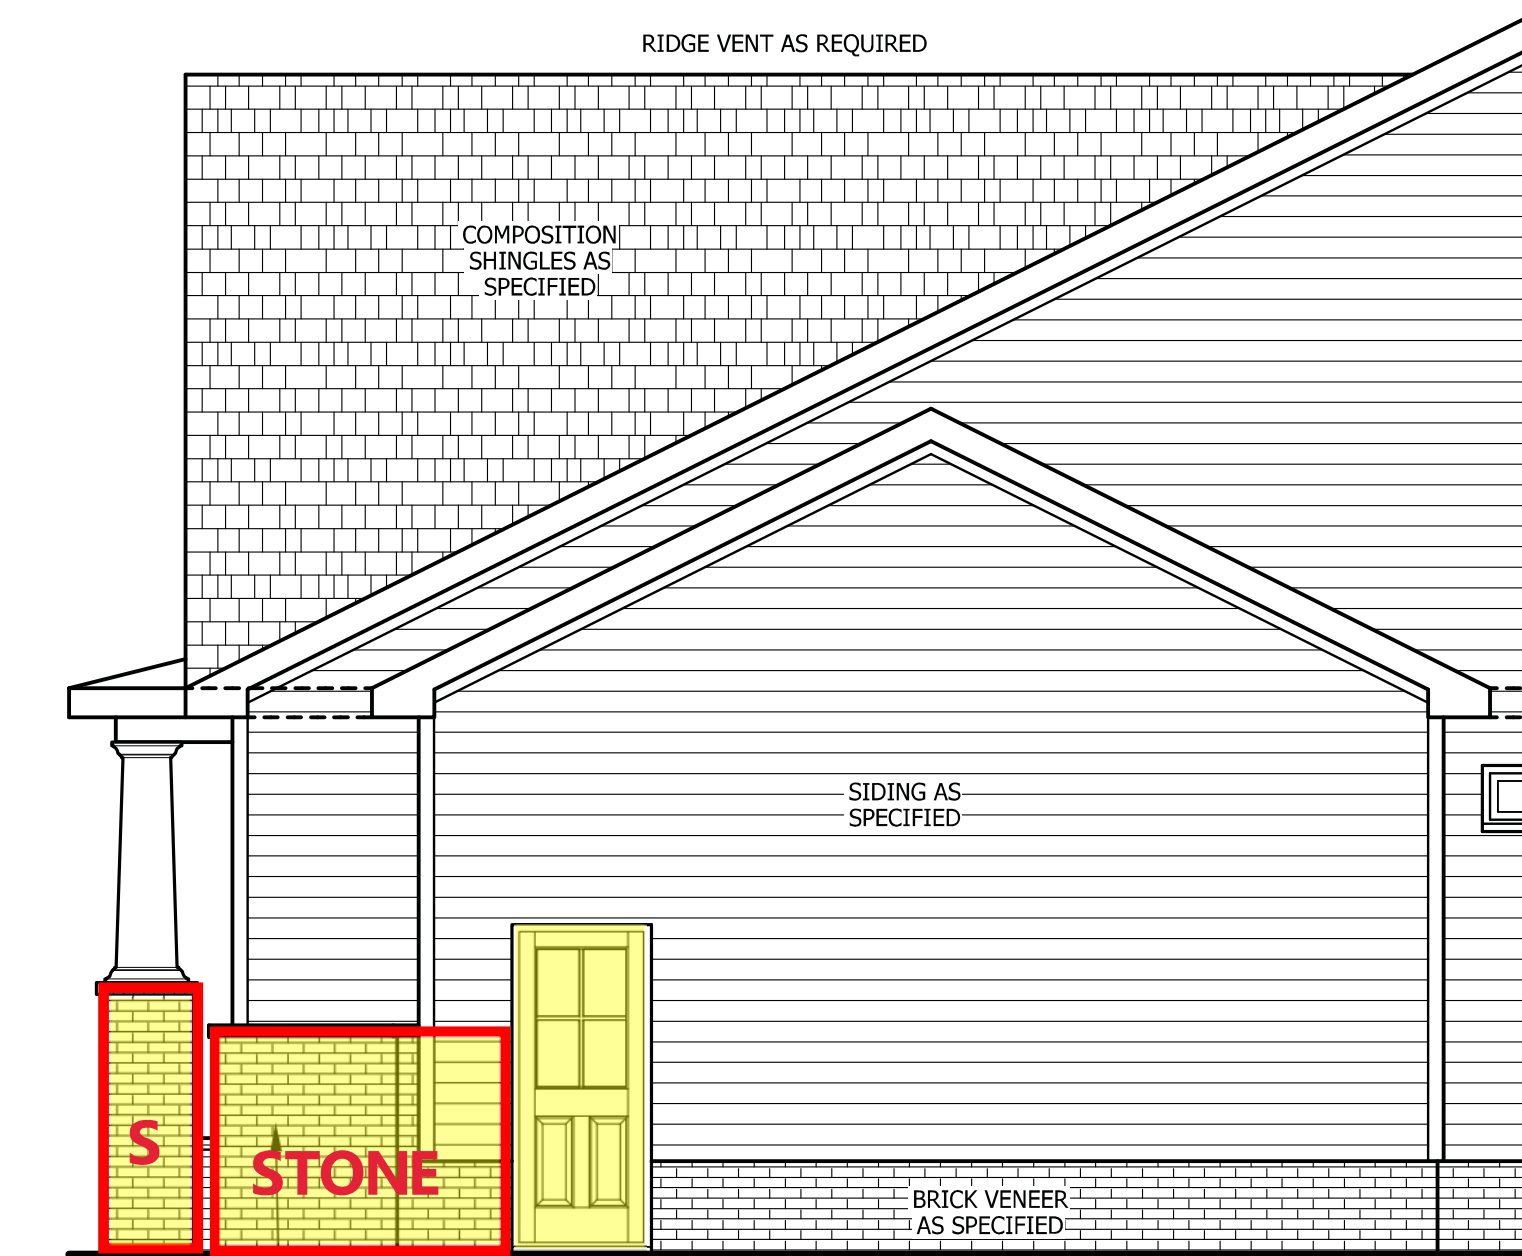 RIDGE VENT AS REQUIRED
COMPOSITION
SHINGLES AS
SPECIFIED
SIDING AS
SPECIFIED
S
STONE
BRICK VENEER
AS SPECIFIED